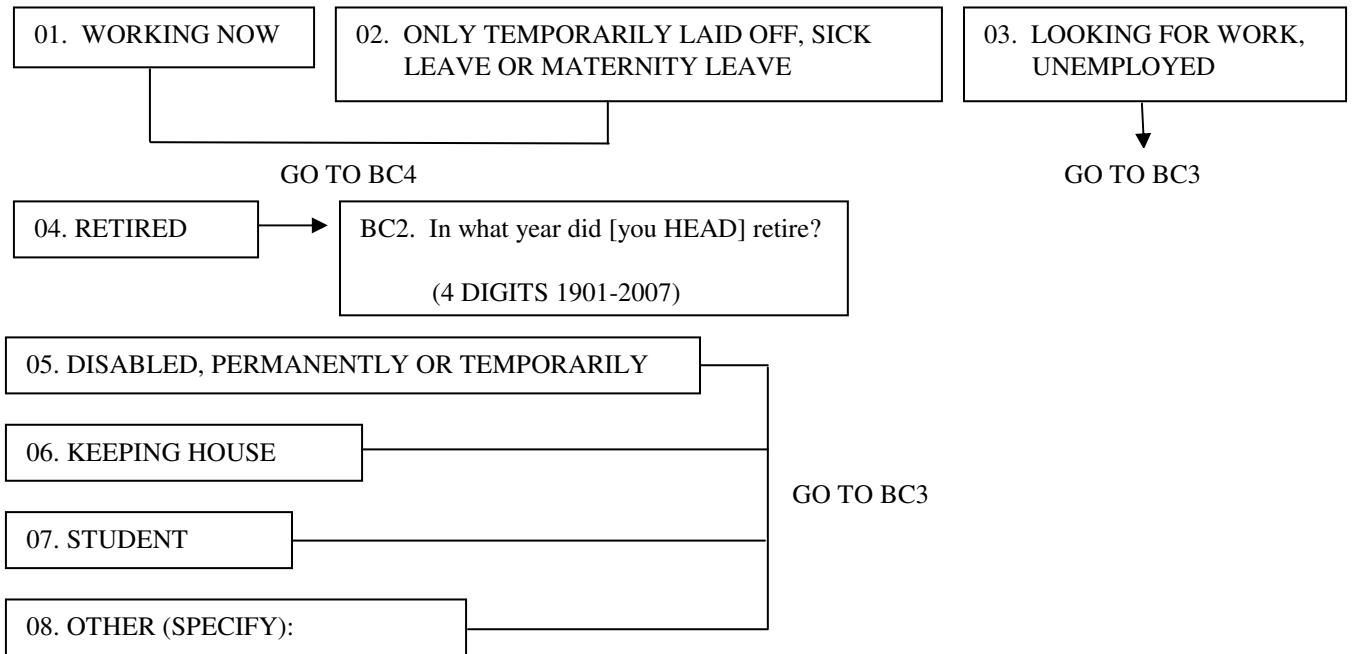 01. WORKING NOW
02. ONLY TEMPORARILY LAID OFF, SICK
LEAVE OR MATERNITY LEAVE
03. LOOKING FOR WORK,
UNEMPLOYED
GO TO BC4
GO TO BC3
04. RETIRED
BC2. In what year did [you HEAD] retire?
(4 DIGITS 1901-2007)
05. DISABLED, PERMANENTLY OR TEMPORARILY
06. KEEPING HOUSE
GO TO BC3
07. STUDENT
08. OTHER (SPECIFY):